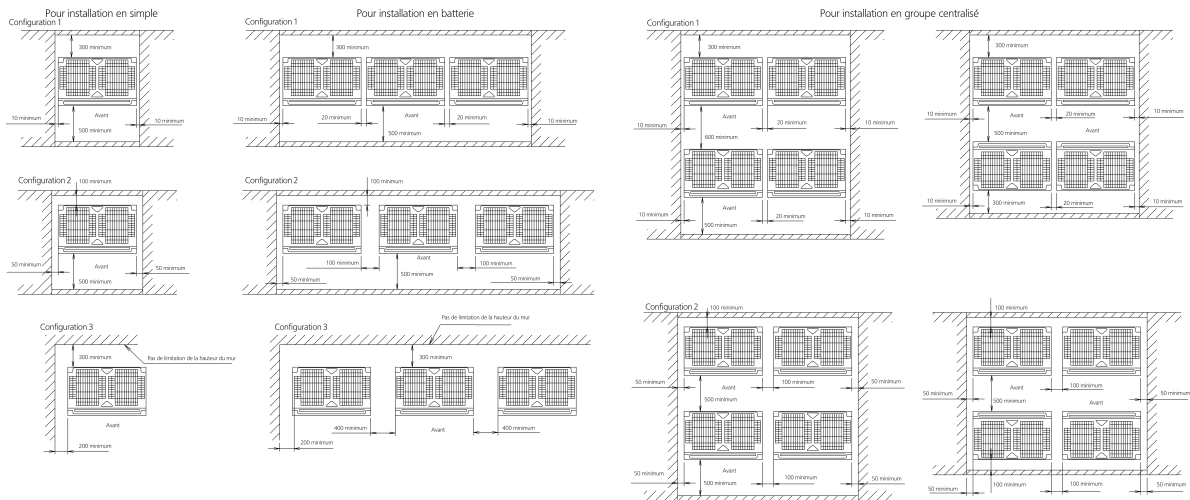 Pour installation en simple
Configuration 1
300 minimum
Avant
10 minimum
10 minimum
500 minimum
Configuration 2
100 minimum
50 minimum
Avant
50 minimum
500 minimum
Configuration 3
300 minimum
Pas de limitation de la hauteur du mur
Avant
200 minimum
Pour installation en batterie
Configuration 1
300 minimum
Avant
10 minimum
20 minimum
20 minimum
10 minimum
500 minimum
Configuration 2
100 minimum
Avant
100 minimum
100 minimum
50 minimum
500 minimum
50 minimum
Configuration 3
Pas de limitation de la hauteur du mur
300 minimum
400 minimum
Avant
400 minimum
200 minimum
Pour installation en groupe centralisé
Configuration 1
300 minimum
Avant
10 minimum
20 minimum
10 minimum
600 minimum
Avant
10 minimum
20 minimum
10 minimum
500 minimum
300 minimum
Avant
10 minimum
20 minimum
10 minimum
500 minimum
Avant
300 minimum
10 minimum
20 minimum
10 minimum
Configuration 2
100 minimum
50 minimum
Avant
100 minimum
50 minimum
500 minimum
Avant
50 minimum
500 minimum
100 minimum
50 minimum
100 minimum
Avant
100 minimum
50 minimum
50 minimum
500 minimum
Avant
50 minimum
100 minimum
100 minimum
50 minimum